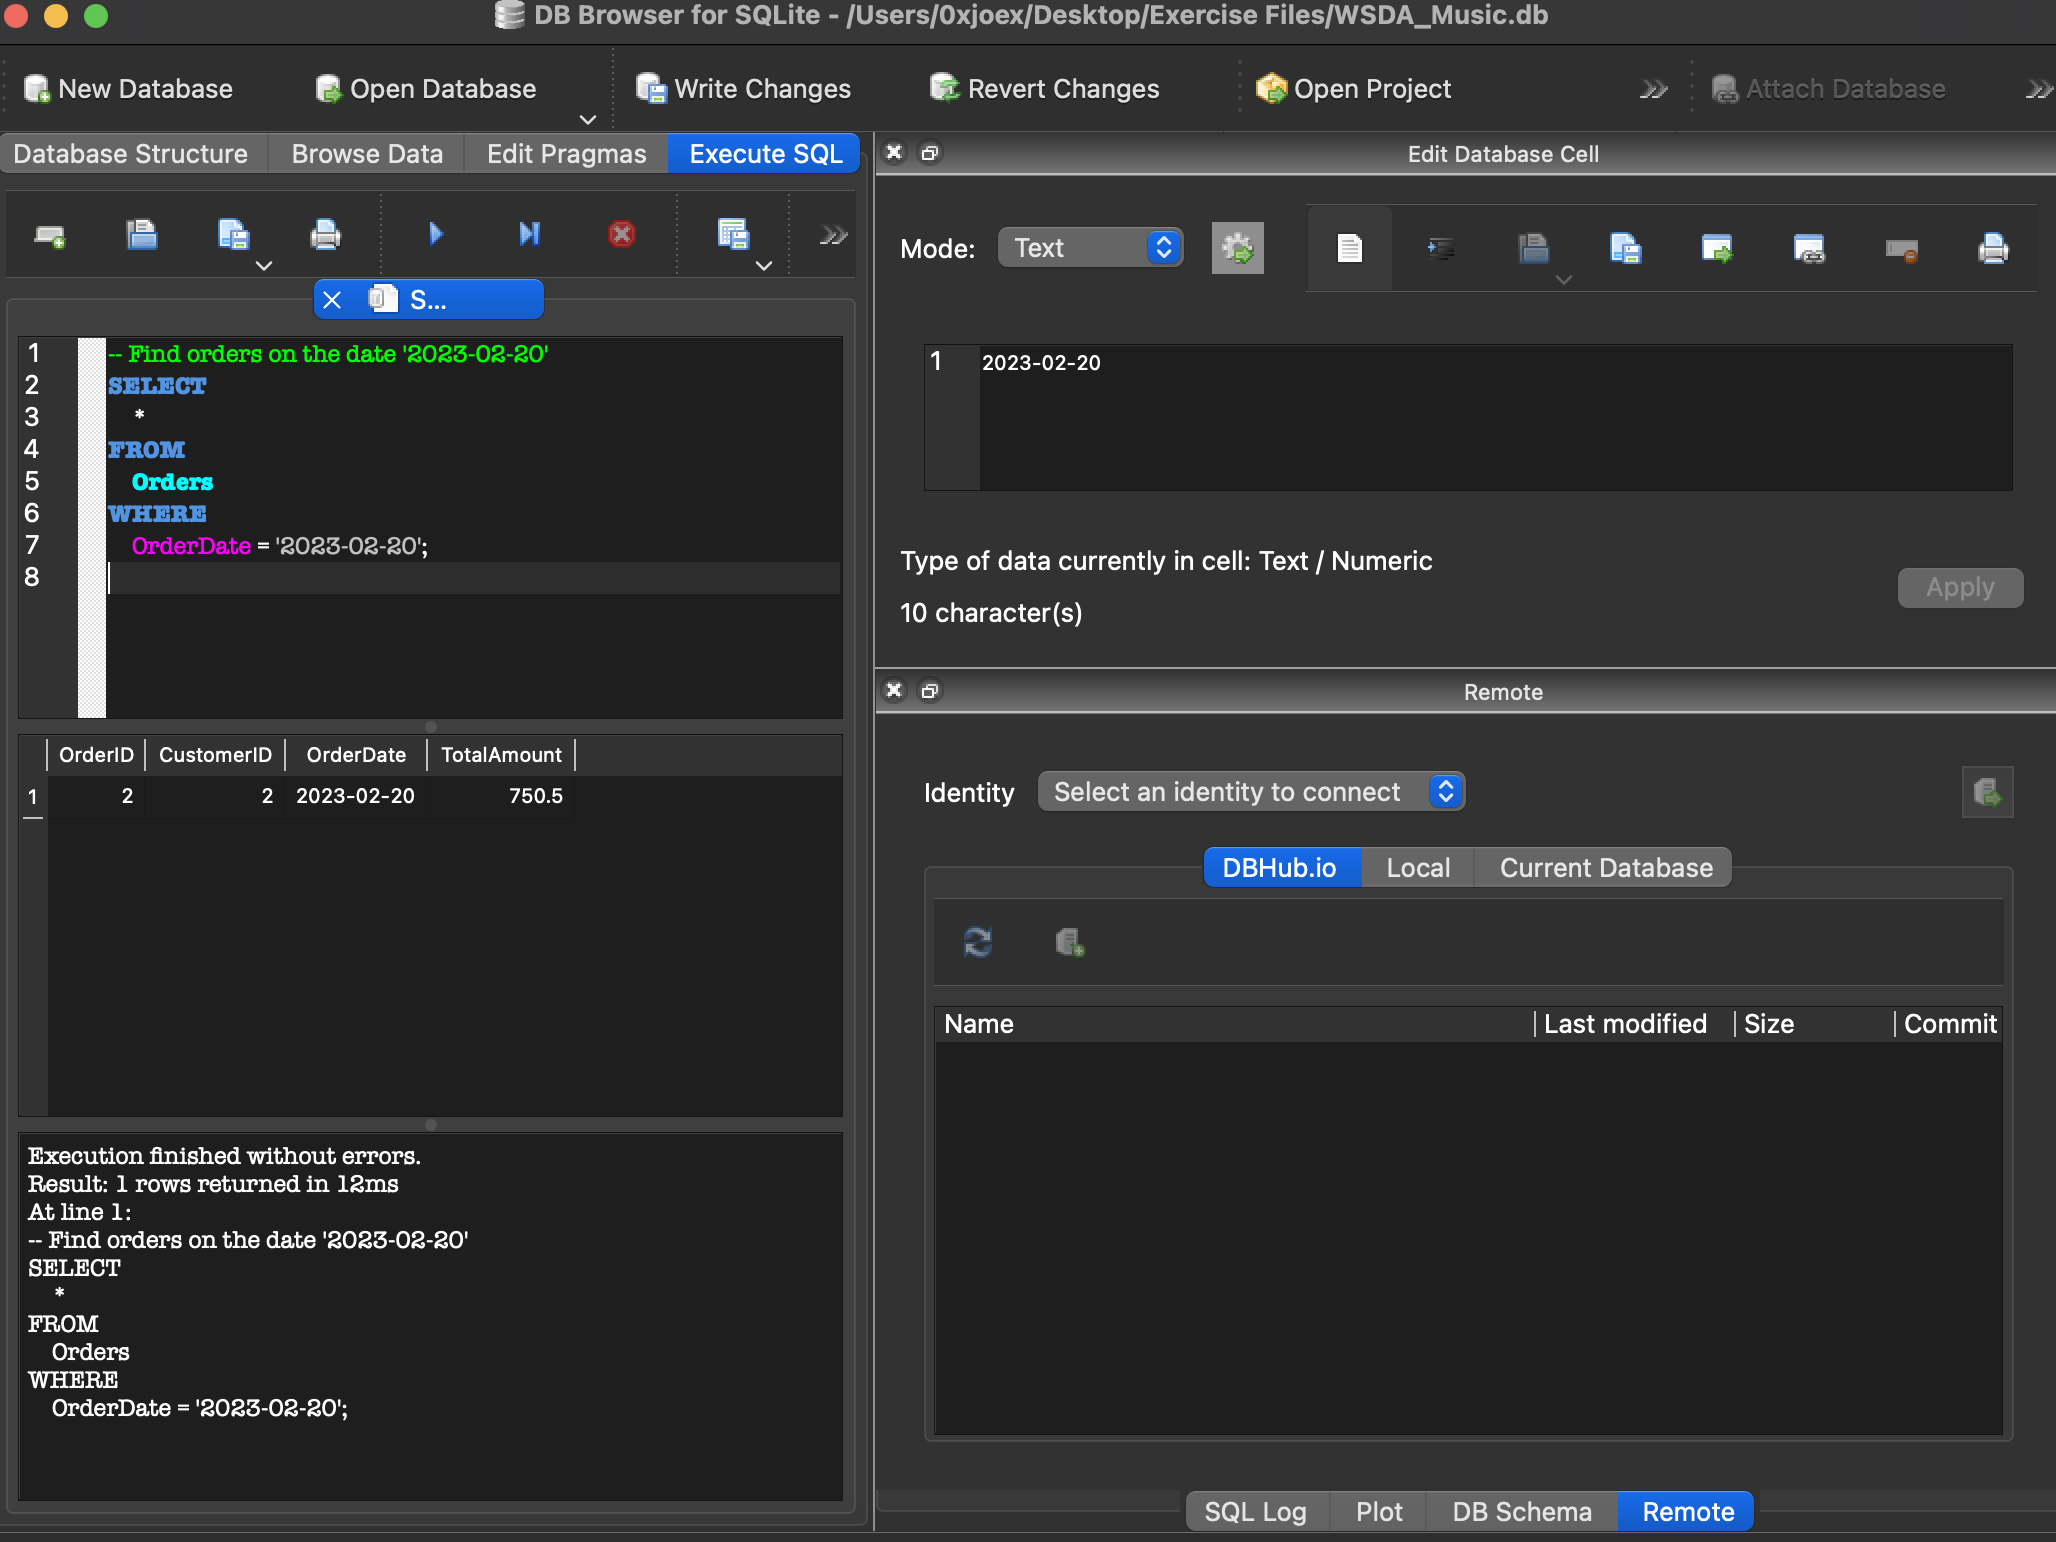 DB Browser for SQLite - /Users/0xjoex/Desktop/Exercise Files/WSDA_Music.db
New Database Open Database Write Changes Revert Changes Open Project Attach Database
Database Structure Browse Data Edit Pragmas Execute SQL
S...
1 -- Find orders on the date '2023-02-20'
2 SELECT
3 *
4 FROM
5 Orders
6 WHERE
7 OrderDate = '2023-02-20';
8
OrderID CustomerID OrderDate TotalAmount
1 2 2 2023-02-20 750.5
Execution finished without errors.
Result: 1 rows returned in 12ms
At line 1:
-- Find orders on the date '2023-02-20'
SELECT
*
FROM
Orders
WHERE
OrderDate = '2023-02-20';
Edit Database Cell
Mode: Text
1 2023-02-20
Type of data currently in cell: Text / Numeric
10 character(s)
Apply
Remote
Identity Select an identity to connect
DBHub.io Local Current Database
Name Last modified Size Commit
SQL Log Plot DB Schema Remote